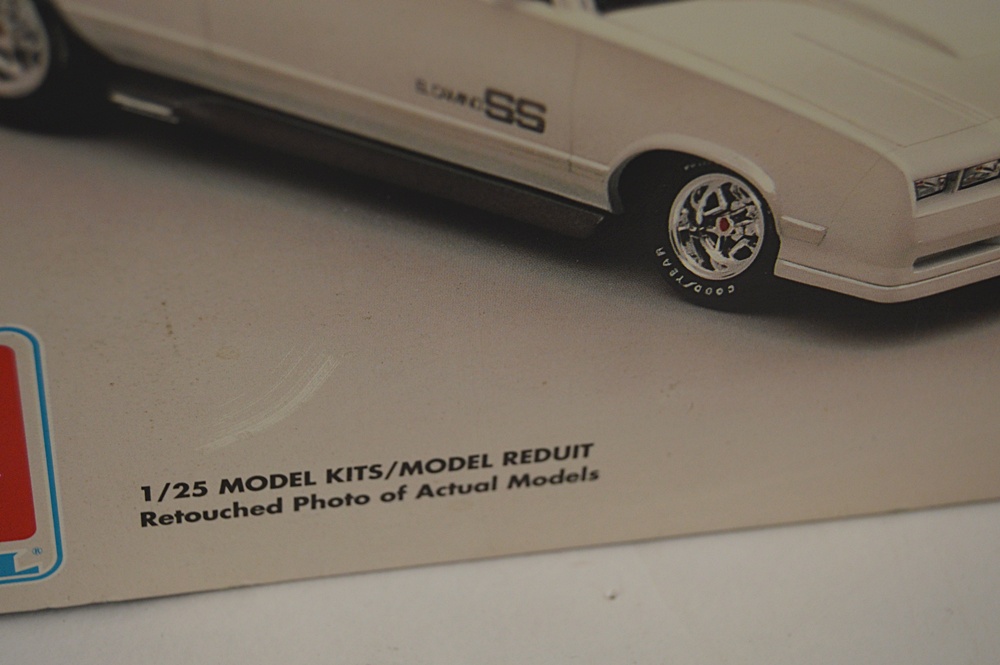 EL CAMINO SS
GOODYEAR
L®
1/25 MODEL KITS/MODEL REDUIT
Retouched Photo of Actual Models